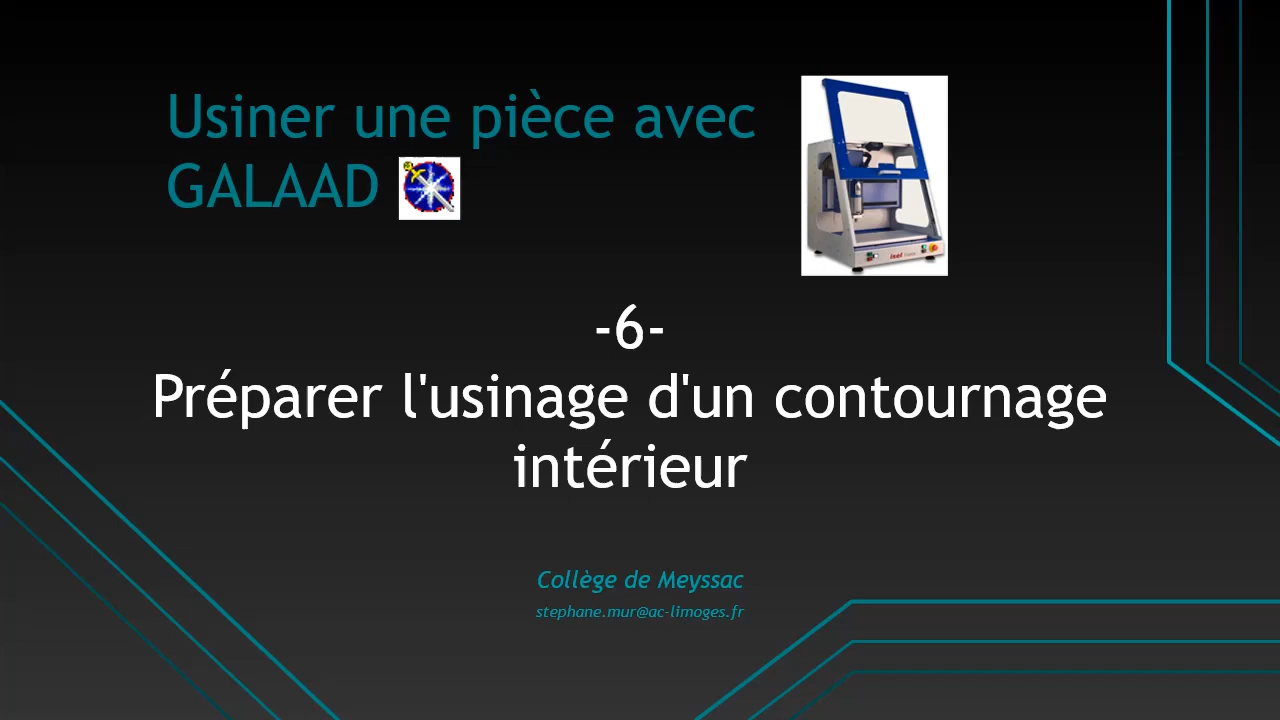 Usiner une pièce avec
GALAAD
isel
-6-
Préparer l'usinage d'un contournage
intérieur
Collège de Meyssac
stephane.mur@ac-limoges.fr